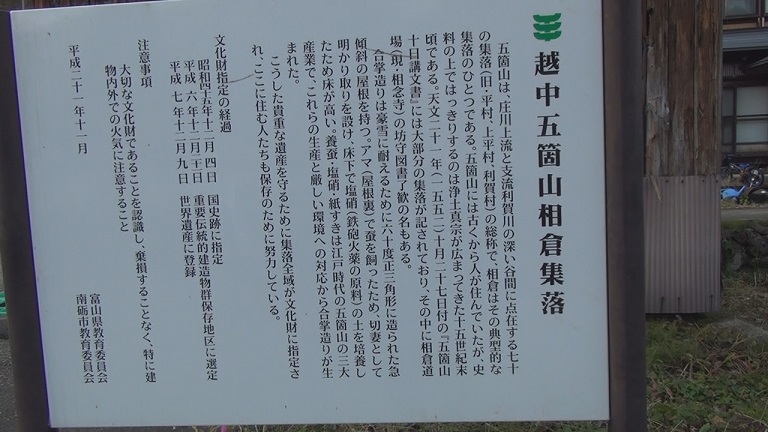 越中五箇山相倉集落
五箇山は、庄川上流と支流利賀川の深い谷間に点在する七十
の集落(旧・平村、上平村、利賀村)の総称で、相倉はその典型的な
集落のひとつである。五箇山には古くから人が住んでいたが、史
料の上ではっきりするのは浄土真宗が広まってきた十五世紀末
頃である。天文二十一年(一五五二)十月二十七日付の『五箇山
十日講文書』には大部分の集落が記されており、その中に相倉道
場(現・相念寺)の坊守図書了歓の名もある。
合掌造りは豪雪に耐えるために六十度正三角形に造られた急
傾斜の屋根を持つ。アマ(屋根裏)で蚕を飼ったため、切妻として
明かり取りを設け、床下で塩硝(鉄砲火薬の原料)の土を培養し
たため床が高い。養蚕・塩硝・紙すきは江戸時代の五箇山の三大
産業で、これらの生産と厳しい環境への対応から合掌造りが生
まれた。
こうした貴重な遺産を守るために集落全域が文化財に指定さ
れ、ここに住む人たちも保存のために努力している。
文化財指定の経過
昭和四十五年十二月四日 国史跡に指定
平成六年十二月二十一日 重要伝統的建造物群保存地区に選定
平成七年十二月九日 世界遺産に登録
注意事項
大切な文化財であることを認識し、棄損することなく、特に建
物内外での火気に注意すること
平成二十一年十一月
富山県教育委員会
南砺市教育委員会